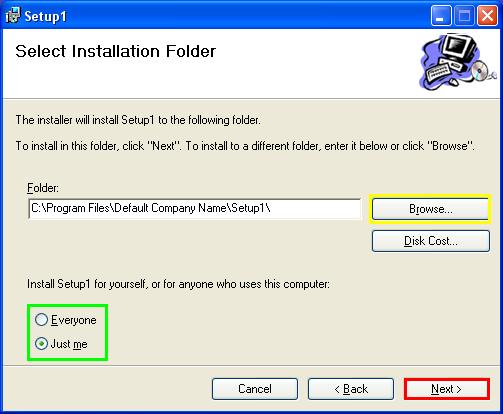 Setup1
Select Installation Folder
The installer will install Setup1 to the following folder.
To install in this folder, click "Next". To install to a different folder, enter it below or click "Browse".
Folder:
C:\Program Files\Default Company Name\Setup1\
Browse...
Disk Cost...
Install Setup1 for yourself, or for anyone who uses this computer:
Everyone
Just me
Cancel
< Back
Next >